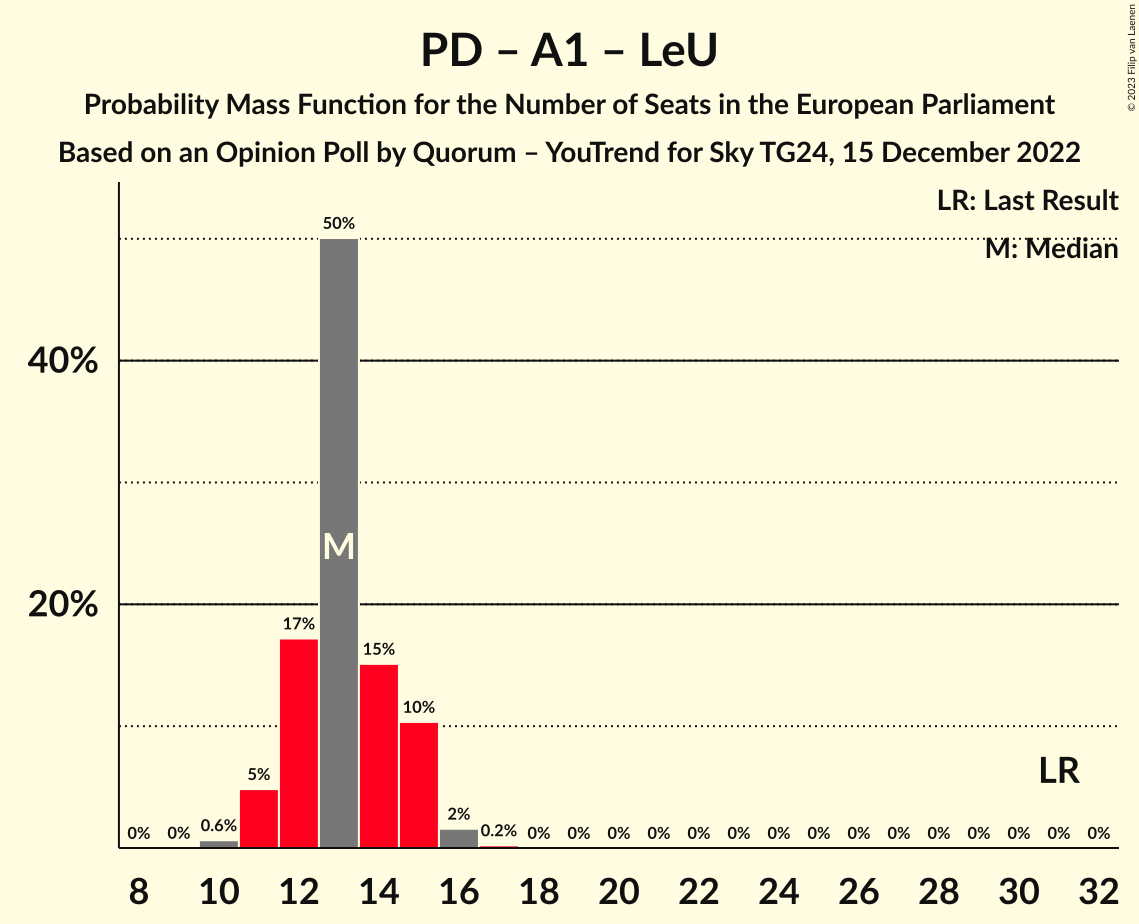 PD – A1 – LeU
Probability Mass Function for the Number of Seats in the European Parliament
Based on an Opinion Poll by Quorum – YouTrend for Sky TG24, 15 December 2022
© 2023 Filip van Laenen
LR: Last Result
M: Median
50%
40%
M
20%
17%
15%
10%
LR
5%
2%
0% 0% 0.6% 0.2% 0% 0% 0% 0% 0% 0% 0% 0% 0% 0% 0% 0% 0% 0% 0%
8 10 12 14 16 18 20 22 24 26 28 30 32